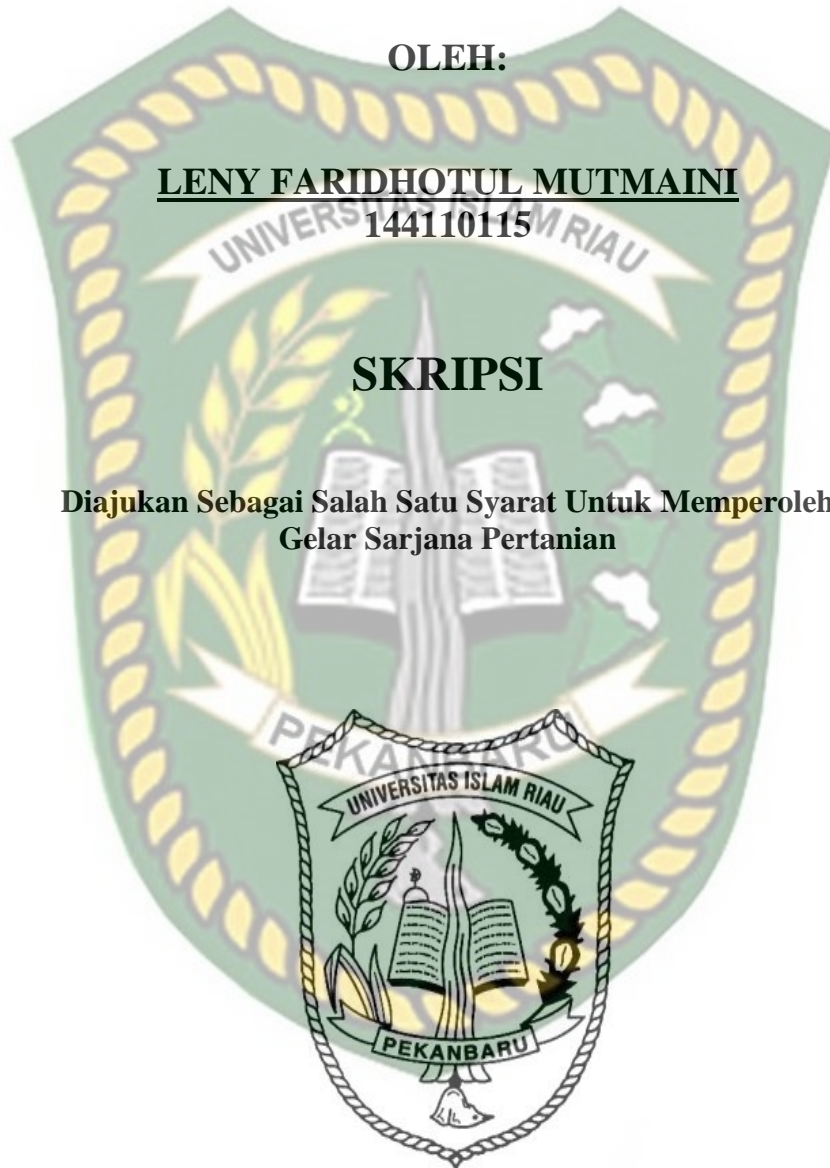 OLEH:
LENY FARIDHOTUL MUTMAINI
UNIVERSITAS ISLAM RIAU
144110115
SKRIPSI
Diajukan Sebagai Salah Satu Syarat Untuk Memperoleh
Gelar Sarjana Pertanian
PEKANBARU
UNIVERSITAS ISLAM RIAU
PEKANBARU